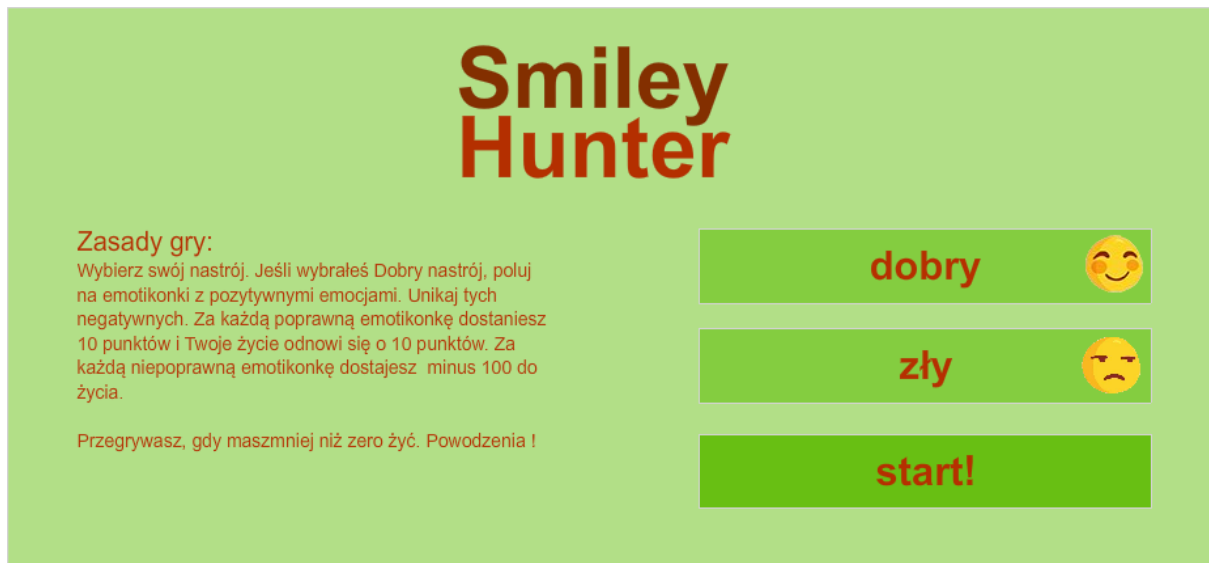 Smiley
Hunter
Zasady gry:
Wybierz swój nastrój. Jeśli wybrałeś Dobry nastrój, poluj
na emotikonki z pozytywnymi emocjami. Unikaj tych
negatywnych. Za każdą poprawną emotikonkę dostaniesz
10 punktów i Twoje życie odnowi się o 10 punktów. Za
każdą niepoprawną emotikonkę dostajesz  minus 100 do
życia.
Przegrywasz, gdy maszmniej niż zero żyć. Powodzenia !
dobry
zły
start!